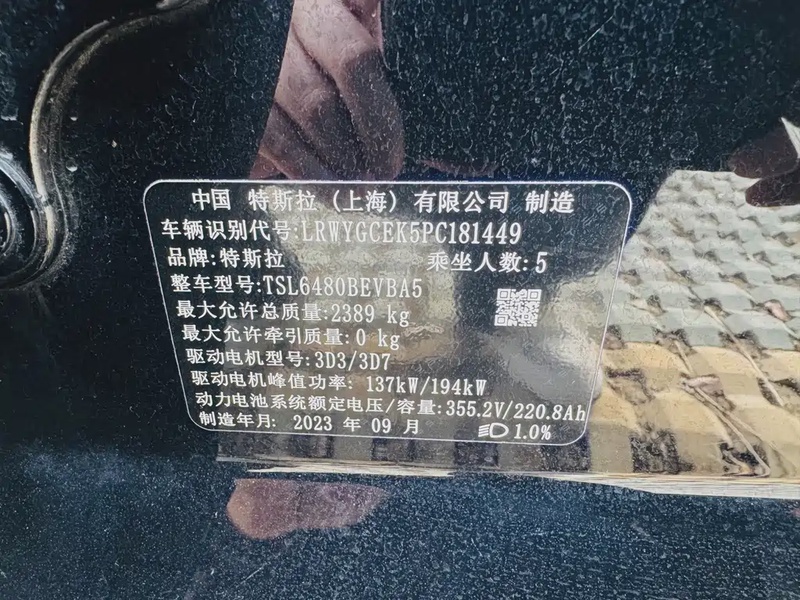 中国 特斯拉(上海)有限公司 制造
车辆识别代号:LRWYGCEK5PC181449
品牌:特斯拉 乘坐人数:5
整车型号:TSL6480BEVBA5
最大允许总质量:2389 kg
最大允许牵引质量:0 kg
驱动电机型号:3D3/3D7
驱动电机峰值功率: 137kW/194kW
动力电池系统额定电压/容量:355.2V/220.8Ah
制造年月: 2023 年 09 月 1.0%